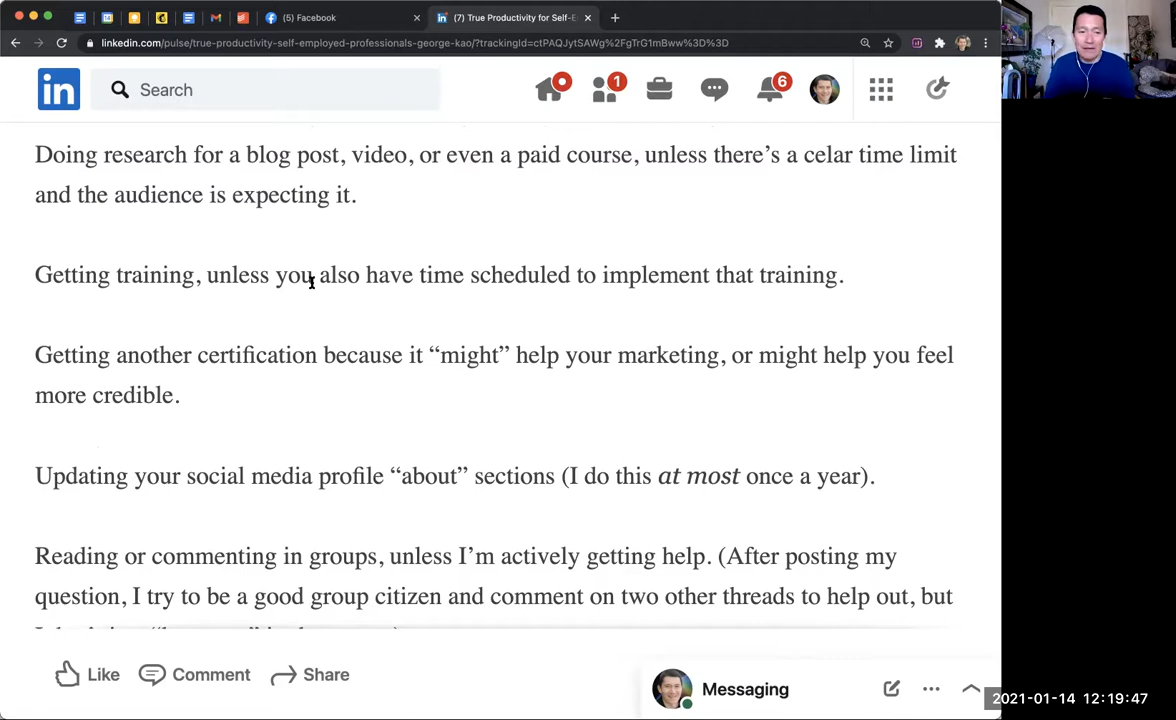 (5) Facebook
(7) True Productivity for Self-E
linkedin.com/pulse/true-productivity-self-employed-professionals-george-kao/?trackingId=ctPAQJytSAWg%2FgTrG1mBww%3D%3D
in
Search
1
6
Doing research for a blog post, video, or even a paid course, unless there’s a celar time limit
and the audience is expecting it.
Getting training, unless you also have time scheduled to implement that training.
Getting another certification because it “might” help your marketing, or might help you feel
more credible.
Updating your social media profile “about” sections (I do this at most once a year).
Reading or commenting in groups, unless I’m actively getting help. (After posting my
question, I try to be a good group citizen and comment on two other threads to help out, but
Like
Comment
Share
Messaging
2021-01-14 12:19:47